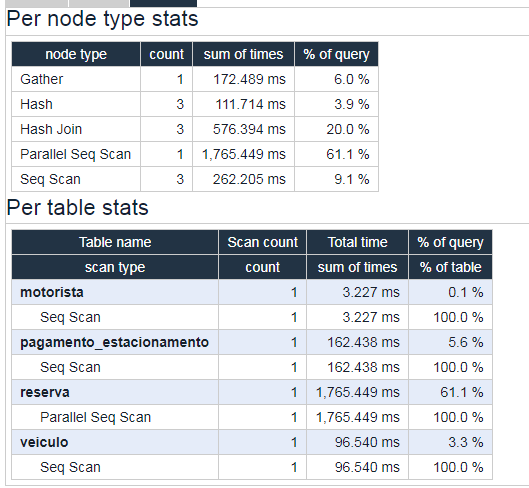 Per node type stats
node type count sum of times % of query
Gather 1 172.489 ms 6.0 %
Hash 3 111.714 ms 3.9 %
Hash Join 3 576.394 ms 20.0 %
Parallel Seq Scan 1 1,765.449 ms 61.1 %
Seq Scan 3 262.205 ms 9.1 %
Per table stats
Table name Scan count Total time % of query
scan type count sum of times % of table
motorista 1 3.227 ms 0.1 %
Seq Scan 1 3.227 ms 100.0 %
pagamento_estacionamento 1 162.438 ms 5.6 %
Seq Scan 1 162.438 ms 100.0 %
reserva 1 1,765.449 ms 61.1 %
Parallel Seq Scan 1 1,765.449 ms 100.0 %
veiculo 1 96.540 ms 3.3 %
Seq Scan 1 96.540 ms 100.0 %